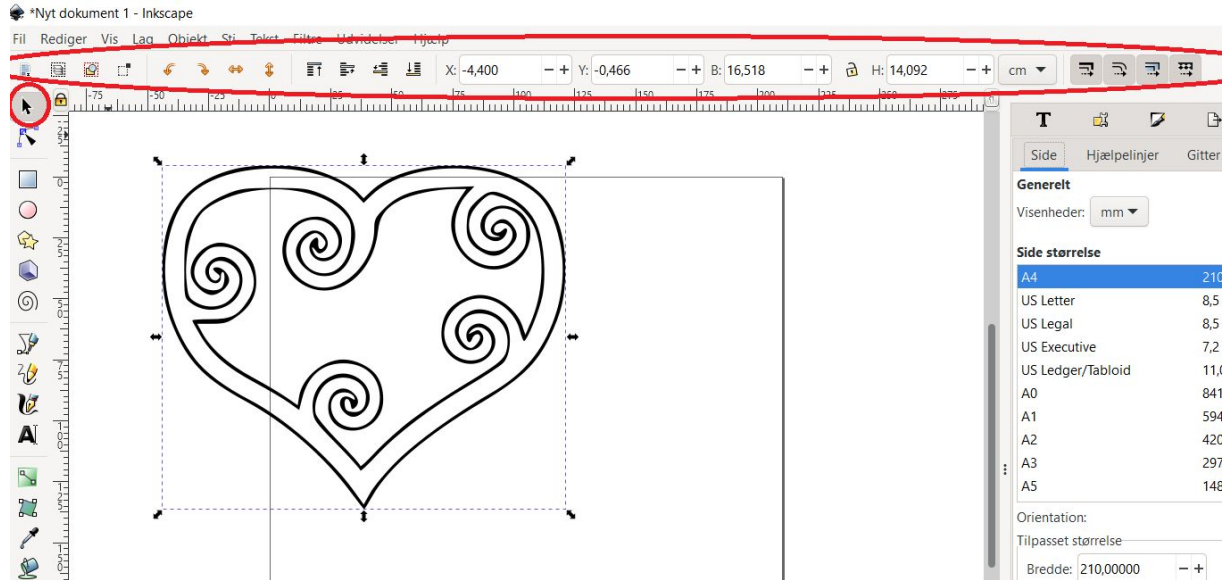 *Nyt dokument 1 - Inkscape
Fil Rediger Vis Lag Objekt Sti Tekst Filtre Udvidelser Hjælp
X: -4,400 − + Y: -0,466 − + B: 16,518 − + H: 14,092 − + cm
-75 -50 -25 0 25 50 75 100 125 150 175 200 225 250 275
T
Side Hjælpelinjer Gitter
Generelt
Visenheder: mm
Side størrelse
A4 210
US Letter 8,5
US Legal 8,5
US Executive 7,2
US Ledger/Tabloid 11,0
A0 841
A1 594
A2 420
A3 297
A5 148
Orientation:
Tilpasset størrelse
Bredde: 210,00000 − +